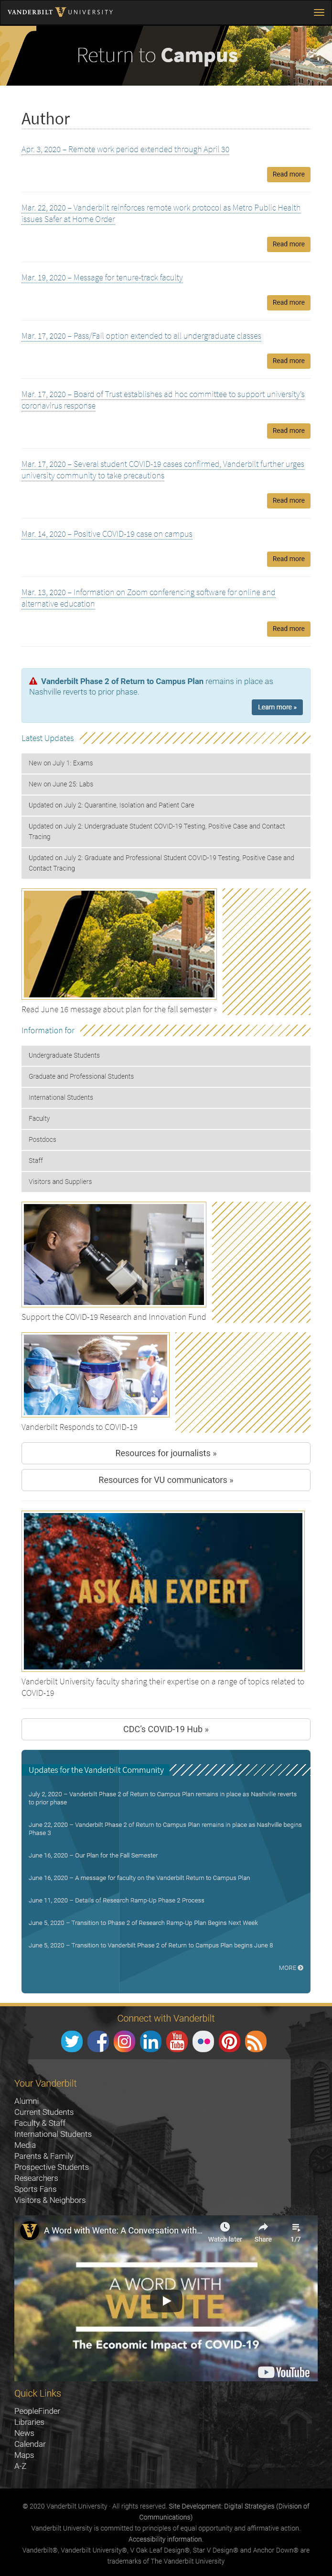 VANDERBILT UNIVERSITY
Return to Campus
Author
Apr. 3, 2020 – Remote work period extended through April 30
Read more
Mar. 22, 2020 – Vanderbilt reinforces remote work protocol as Metro Public Health
issues Safer at Home Order
Read more
Mar. 19, 2020 – Message for tenure-track faculty
Read more
Mar. 17, 2020 – Pass/Fail option extended to all undergraduate classes
Read more
Mar. 17, 2020 – Board of Trust establishes ad hoc committee to support university's
coronavirus response
Read more
Mar. 17, 2020 – Several student COVID-19 cases confirmed, Vanderbilt further urges
university community to take precautions
Read more
Mar. 14, 2020 – Positive COVID-19 case on campus
Read more
Mar. 13, 2020 – Information on Zoom conferencing software for online and
alternative education
Read more
Vanderbilt Phase 2 of Return to Campus Plan remains in place as
Nashville reverts to prior phase.
Learn more »
Latest Updates
New on July 1: Exams
New on June 25: Labs
Updated on July 2: Quarantine, Isolation and Patient Care
Updated on July 2: Undergraduate Student COVID-19 Testing, Positive Case and Contact
Tracing
Updated on July 2: Graduate and Professional Student COVID-19 Testing, Positive Case and
Contact Tracing
Read June 16 message about plan for the fall semester »
Information for
Undergraduate Students
Graduate and Professional Students
International Students
Faculty
Postdocs
Staff
Visitors and Suppliers
Support the COVID-19 Research and Innovation Fund
Vanderbilt Responds to COVID-19
Resources for journalists »
Resources for VU communicators »
ASK AN EXPERT
Vanderbilt University faculty sharing their expertise on a range of topics related to
COVID-19
CDC's COVID-19 Hub »
Updates for the Vanderbilt Community
July 2, 2020 – Vanderbilt Phase 2 of Return to Campus Plan remains in place as Nashville reverts
to prior phase
June 22, 2020 – Vanderbilt Phase 2 of Return to Campus Plan remains in place as Nashville begins
Phase 3
June 16, 2020 – Our Plan for the Fall Semester
June 16, 2020 – A message for faculty on the Vanderbilt Return to Campus Plan
June 11, 2020 – Details of Research Ramp-Up Phase 2 Process
June 5, 2020 – Transition to Phase 2 of Research Ramp-Up Plan Begins Next Week
June 5, 2020 – Transition to Vanderbilt Phase 2 of Return to Campus Plan begins June 8
MORE
Connect with Vanderbilt
You Tube
Your Vanderbilt
Alumni
Current Students
Faculty & Staff
International Students
Media
Parents & Family
Prospective Students
Researchers
Sports Fans
Visitors & Neighbors
A Word with Wente: A Conversation with...
Watch later
Share
1/7
A WORD WITH
WENTE
The Economic Impact of COVID-19
YouTube
Quick Links
PeopleFinder
Libraries
News
Calendar
Maps
A-Z
© 2020 Vanderbilt University · All rights reserved. Site Development: Digital Strategies (Division of
Communications)
Vanderbilt University is committed to principles of equal opportunity and affirmative action.
Accessibility information.
Vanderbilt®, Vanderbilt University®, V Oak Leaf Design®, Star V Design® and Anchor Down® are
trademarks of The Vanderbilt University